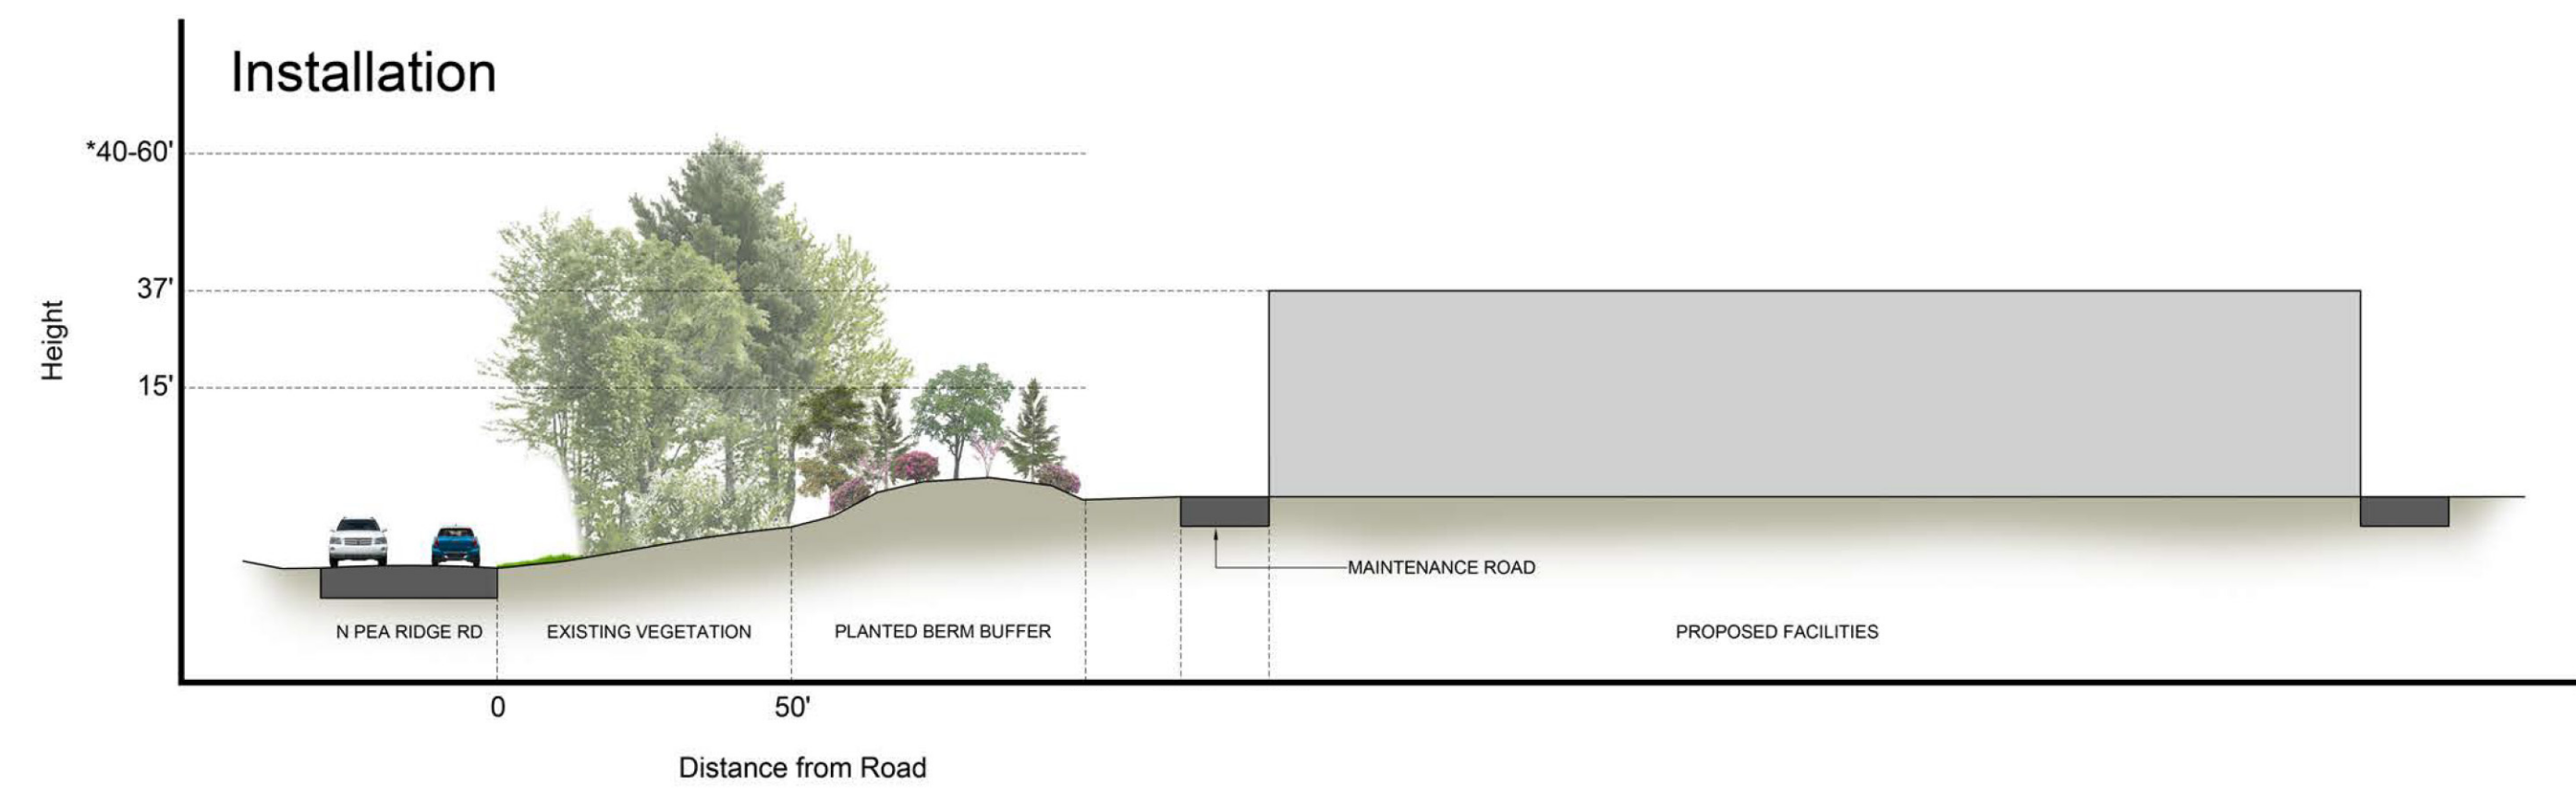 Installation
*40-60'
37'
15'
Height
MAINTENANCE ROAD
N PEA RIDGE RD
EXISTING VEGETATION
PLANTED BERM BUFFER
PROPOSED FACILITIES
0
50'
Distance from Road